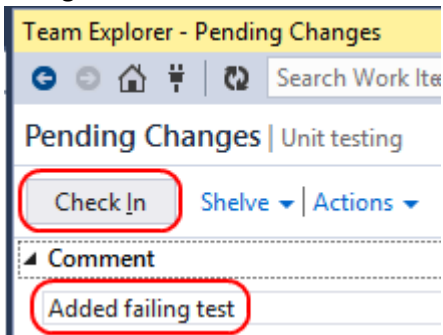 Team Explorer - Pending Changes
Search Work Ite
Pending Changes | Unit testing
Check In Shelve Actions
Comment
Added failing test